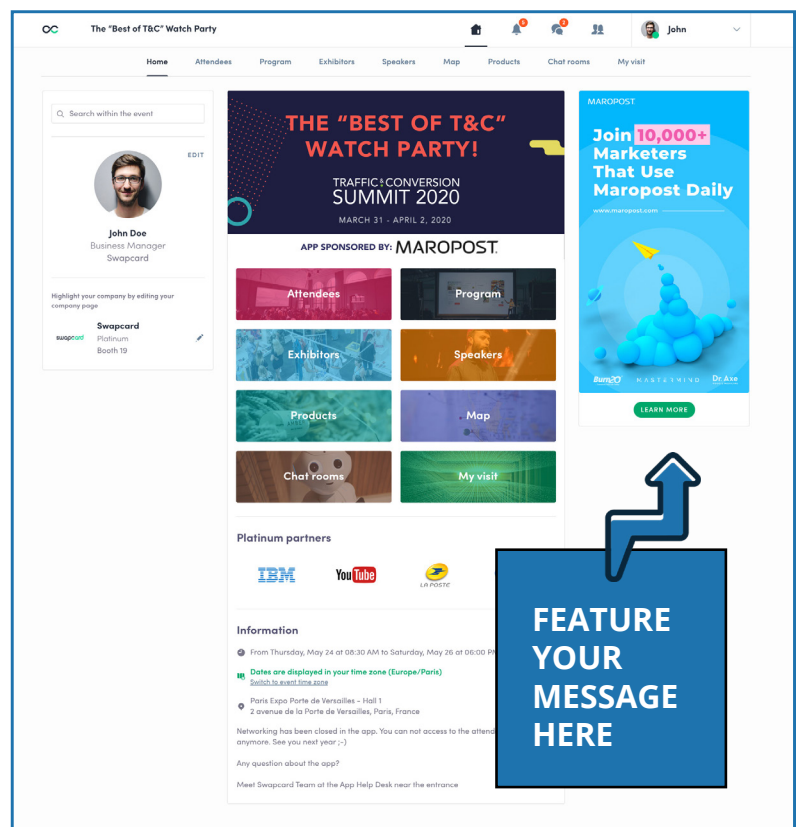 The "Best of T&C" Watch Party
John
Home Attendees Program Exhibitors Speakers Map Products Chat rooms My visit
Search within the event
EDIT
John Doe
Business Manager
Swapcard
Highlight your company by editing your
company page
swapcard
Swapcard
Platinum
Booth 19
THE "BEST OF T&C"
WATCH PARTY!
TRAFFIC & CONVERSION
SUMMIT 2020
MARCH 31 - APRIL 2, 2020
APP SPONSORED BY: MAROPOST.
Attendees
Program
Exhibitors
Speakers
Products
Map
Chat rooms
My visit
Platinum partners
IBM
YouTube
LA POSTE
Information
From Thursday, May 24 at 08:30 AM to Saturday, May 26 at 06:00 PM
Dates are displayed in your time zone (Europe/Paris)
Switch to event time zone
Paris Expo Porte de Versailles - Hall 1
2 avenue de la Porte de Versailles, Paris, France
Networking has been closed in the app. You can not access to the
anymore. See you next year ;-)
Any question about the app?
Meet Swapcard Team at the App Help Desk near the entrance
MAROPOST
Join 10,000+
Marketers
That Use
Maropost Daily
www.maropost.com
Burn20 MASTERMIND Dr. Axe
LEARN MORE
FEATURE
YOUR
MESSAGE
HERE